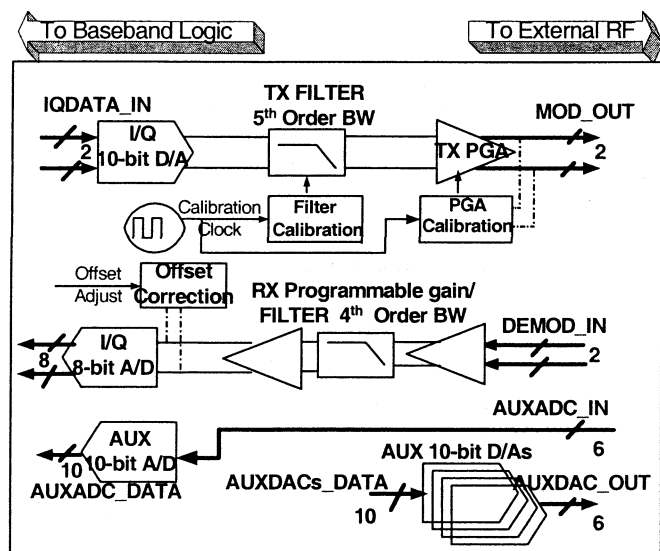 To Baseband Logic
To External RF
IQDATA_IN
TX FILTER
5th Order BW
MOD_OUT
I/Q
10-bit D/A
2
TX PGA
2
Calibration
Clock
Filter
Calibration
PGA
Calibration
Offset
Adjust
Offset
Correction
RX Programmable gain/
FILTER 4th Order BW
DEMOD_IN
I/Q
8-bit A/D
8
2
AUXADC_IN
6
AUX
10-bit A/D
10
AUXADC_DATA
AUX 10-bit D/As
AUXDACs_DATA
10
AUXDAC_OUT
6